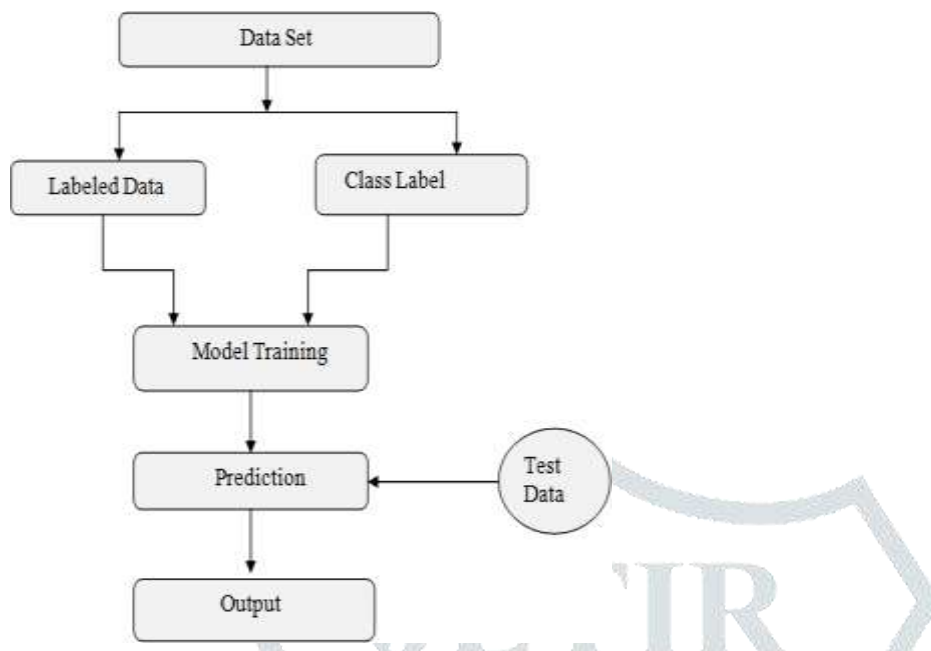 Data Set
Labeled Data
Class Label
Model Training
Prediction
Test
Data
Output